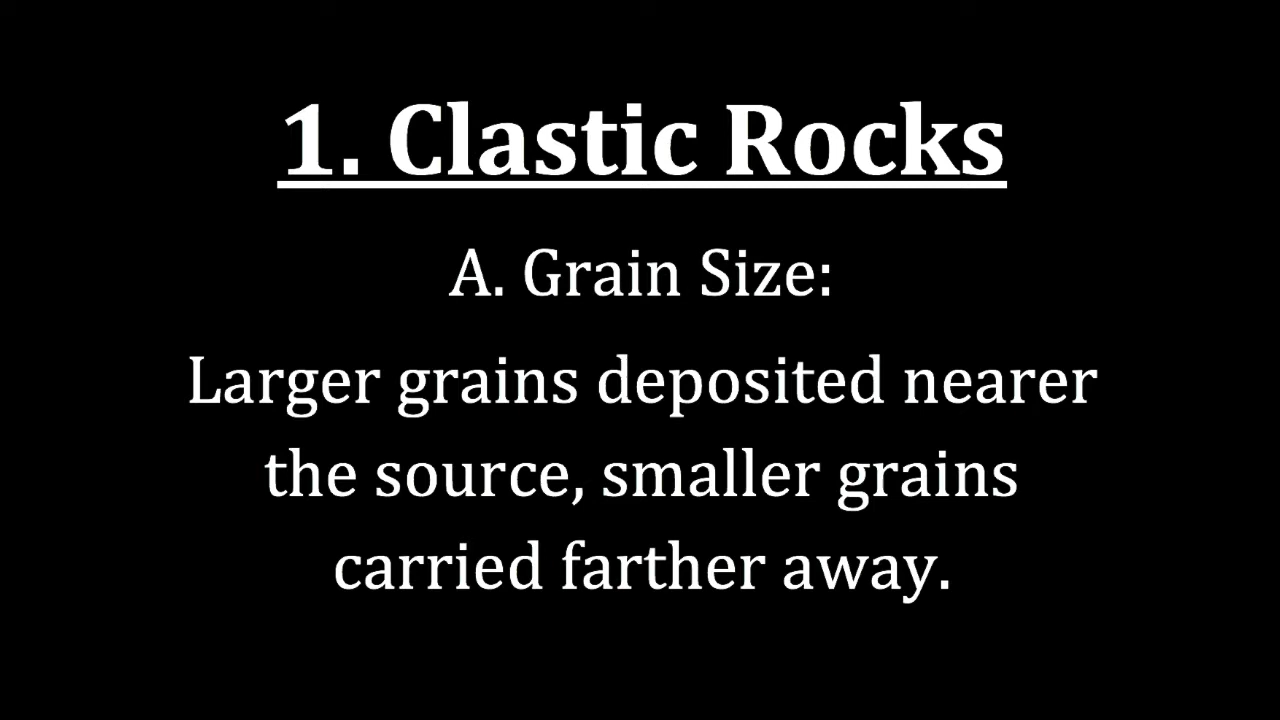 1. Clastic Rocks
A. Grain Size:
Larger grains deposited nearer
the source, smaller grains
carried farther away.